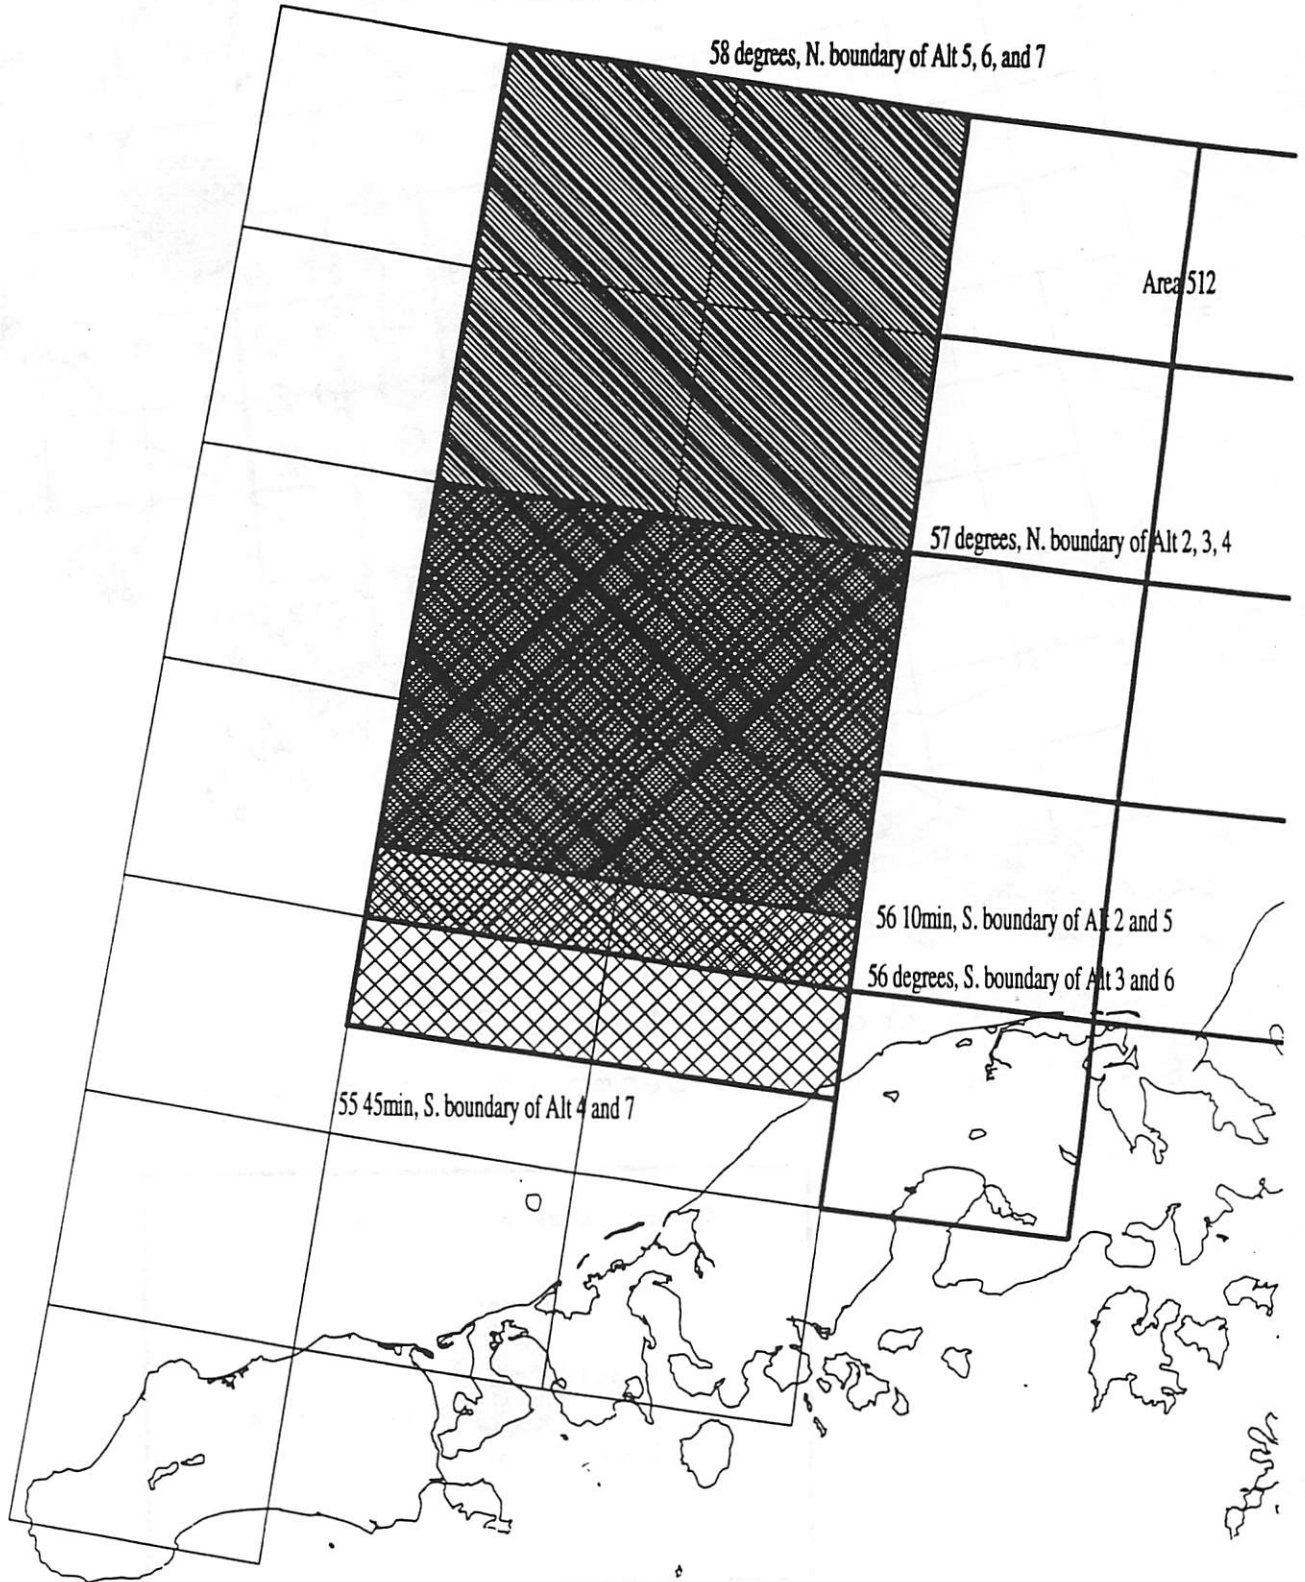 58 degrees, N. boundary of Alt 5, 6, and 7
Area 512
57 degrees, N. boundary of Alt 2, 3, 4
56 10min, S. boundary of Alt 2 and 5
56 degrees, S. boundary of Alt 3 and 6
55 45min, S. boundary of Alt 4 and 7